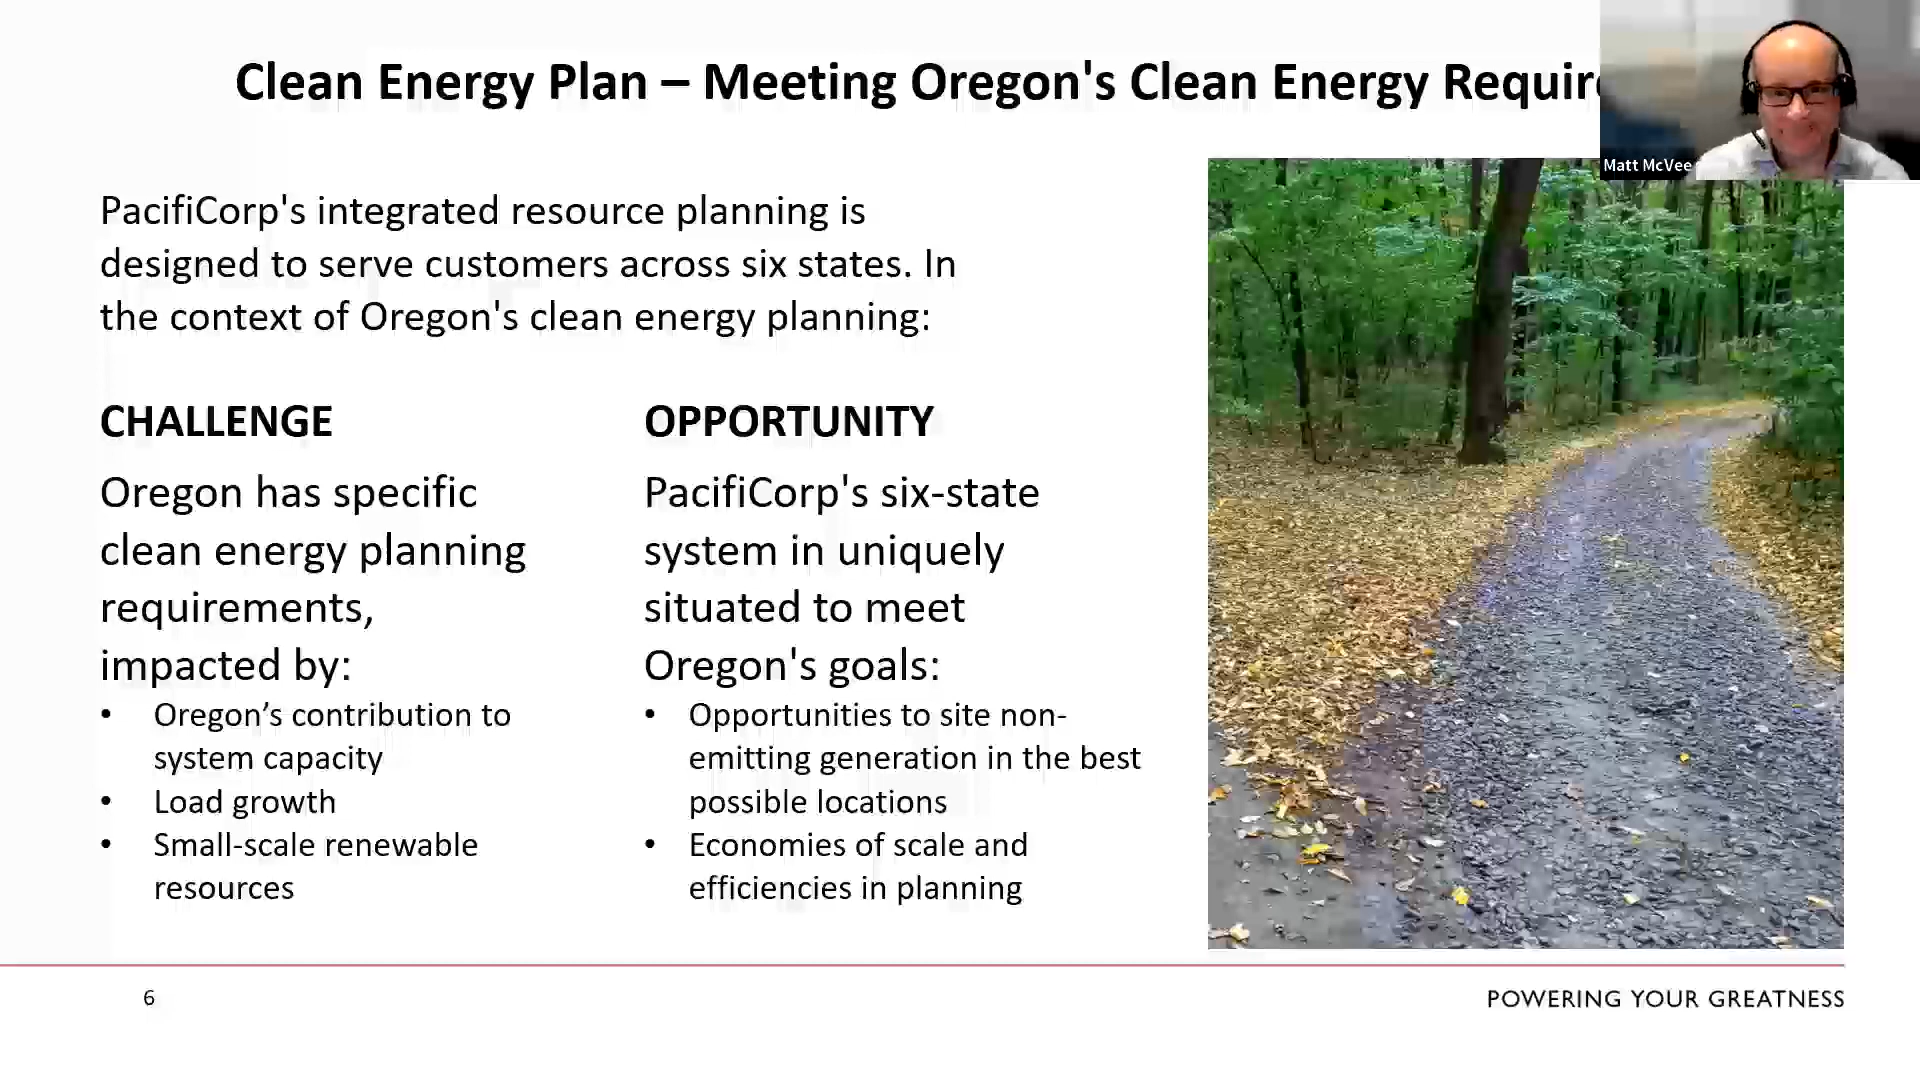 Clean Energy Plan – Meeting Oregon's Clean Energy
Matt McVee
PacifiCorp's integrated resource planning is
designed to serve customers across six states. In
the context of Oregon's clean energy planning:
CHALLENGE
Oregon has specific
clean energy planning
requirements,
impacted by:
• Oregon’s contribution to
system capacity
• Load growth
• Small-scale renewable
resources
OPPORTUNITY
PacifiCorp's six-state
system in uniquely
situated to meet
Oregon's goals:
• Opportunities to site non-
emitting generation in the best
possible locations
• Economies of scale and
efficiencies in planning
6
POWERING YOUR GREATNESS